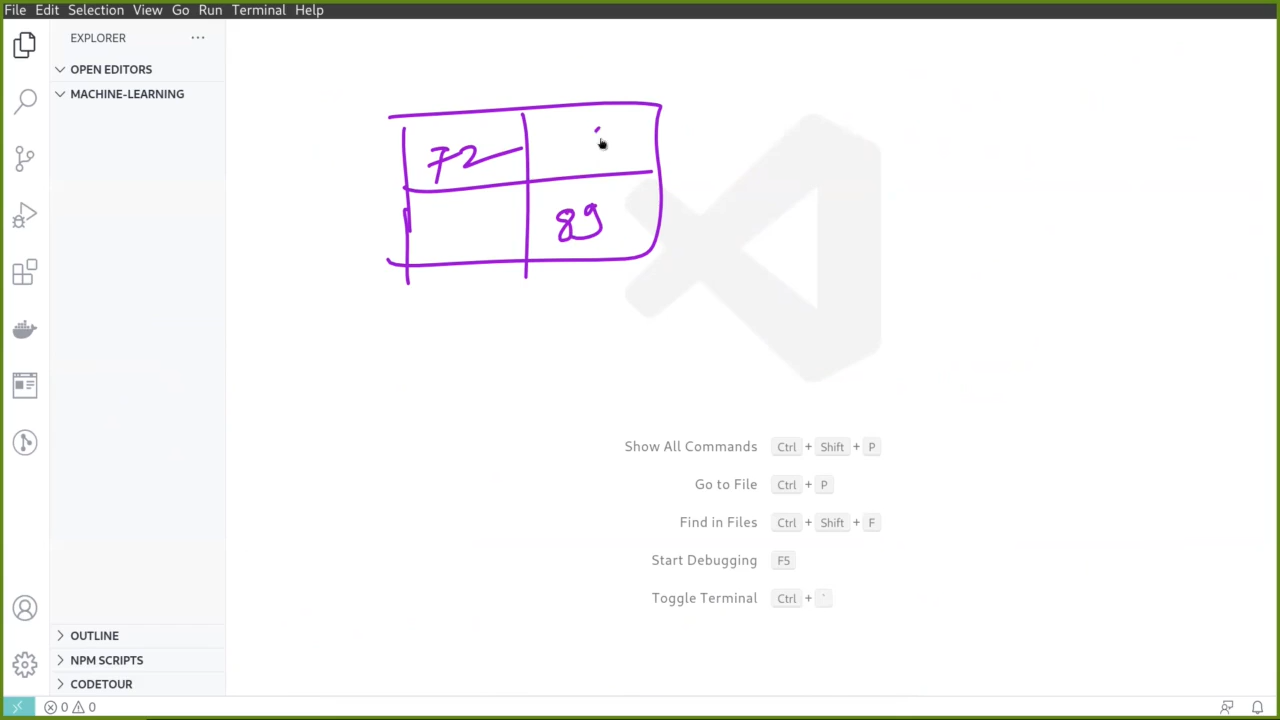 File Edit Selection View Go Run Terminal Help
EXPLORER ...
OPEN EDITORS
MACHINE-LEARNING
72
89
Show All Commands Ctrl + Shift + P
Go to File Ctrl + P
Find in Files Ctrl + Shift + F
Start Debugging F5
Toggle Terminal Ctrl + `
OUTLINE
NPM SCRIPTS
CODETOUR
0 0